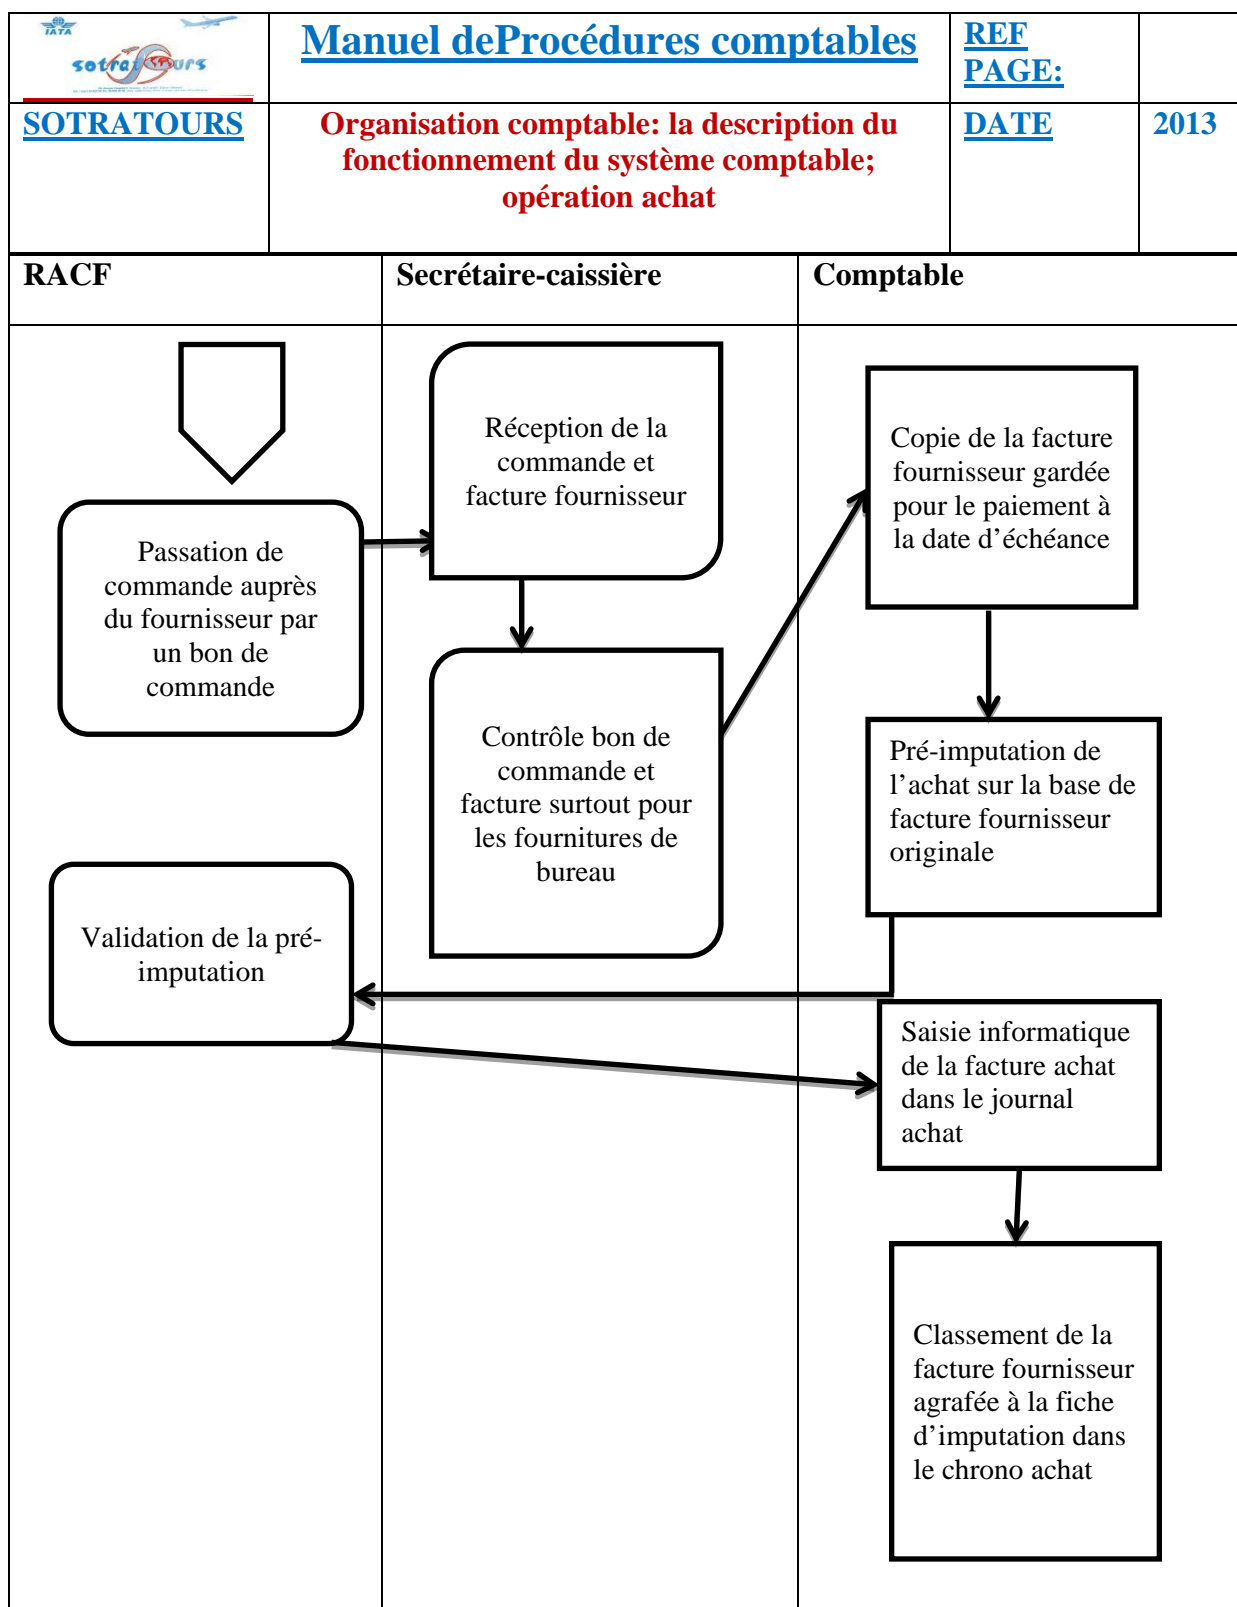 IATA
sotratours
Manuel deProcédures comptables
REF
PAGE:
SOTRATOURS
Organisation comptable: la description du
fonctionnement du système comptable;
opération achat
DATE
2013
RACF
Secrétaire-caissière
Comptable
Passation de
commande auprès
du fournisseur par
un bon de
commande
Réception de la
commande et
facture fournisseur
Contrôle bon de
commande et
facture surtout pour
les fournitures de
bureau
Copie de la facture
fournisseur gardée
pour le paiement à
la date d’échéance
Pré-imputation de
l’achat sur la base de
facture fournisseur
originale
Validation de la pré-
imputation
Saisie informatique
de la facture achat
dans le journal
achat
Classement de la
facture fournisseur
agrafée à la fiche
d’imputation dans
le chrono achat